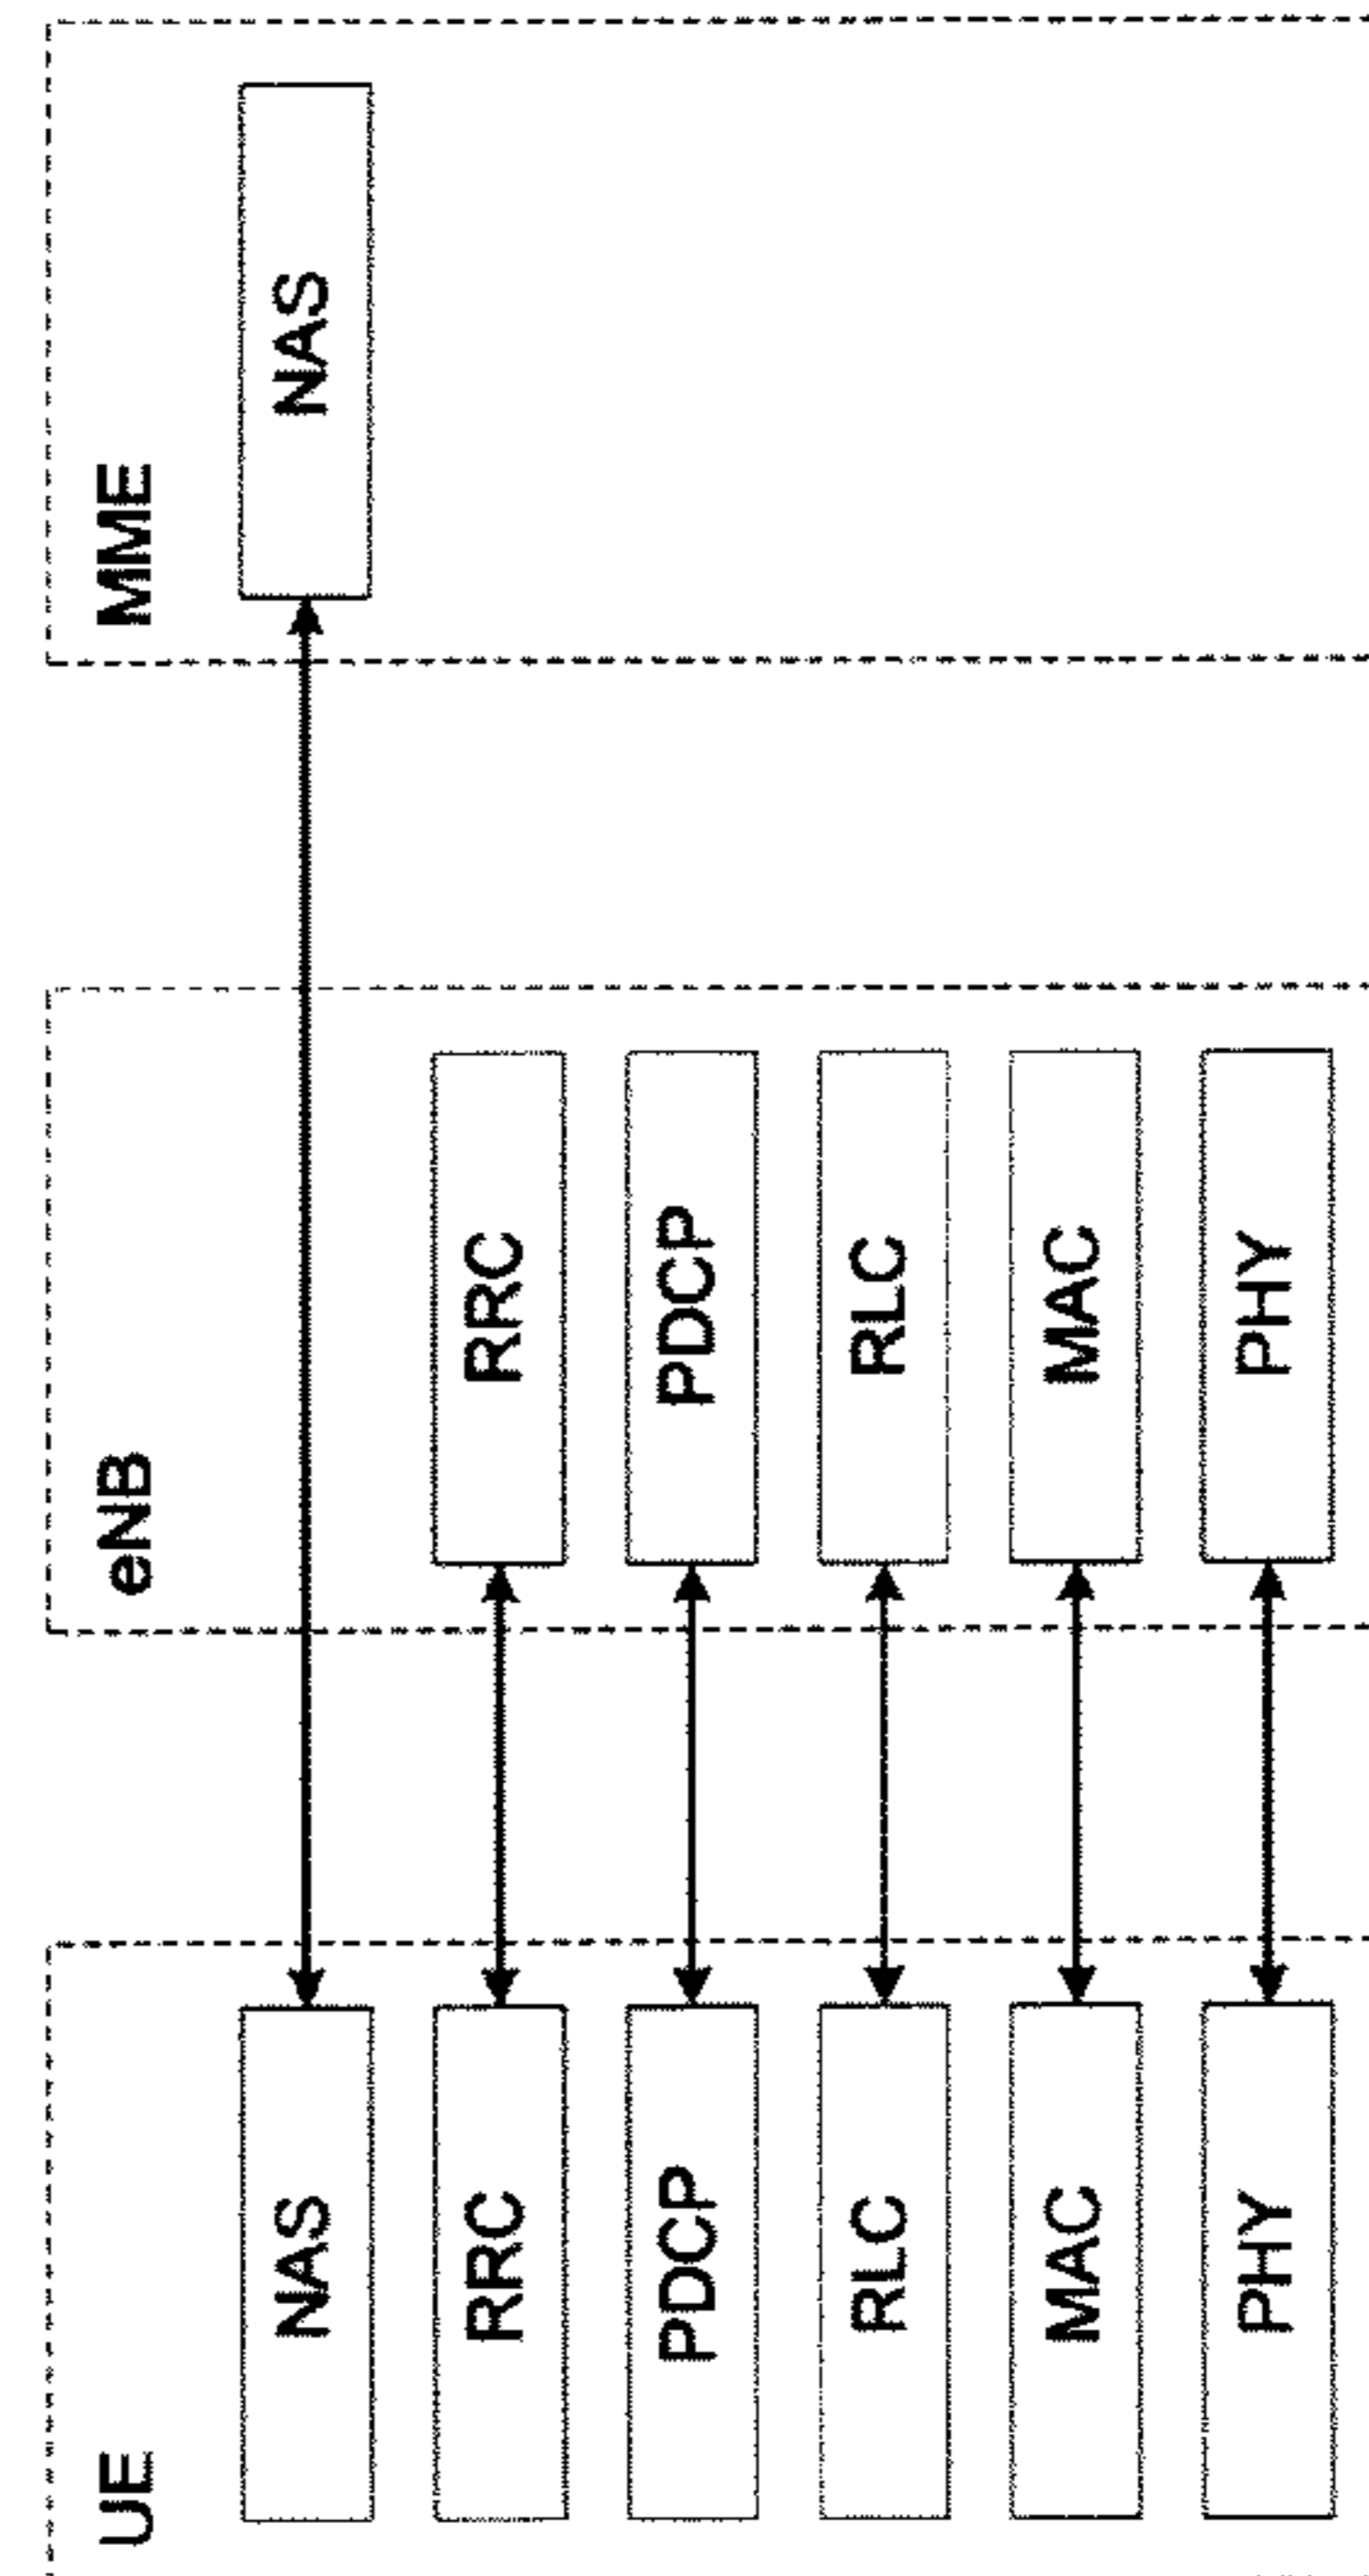 UE
eNB
MME
NAS
NAS
RRC
RRC
PDCP
PDCP
RLC
RLC
MAC
MAC
PHY
PHY